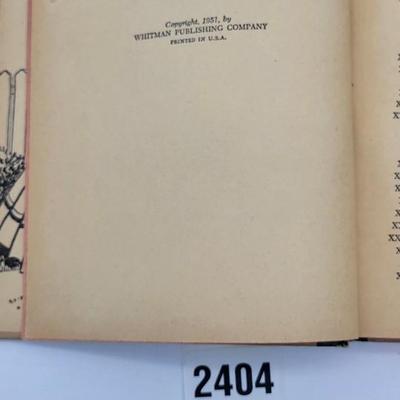 Copyright, 1951, by
WHITMAN PUBLISHING COMPANY
PRINTED IN U.S.A.
2404